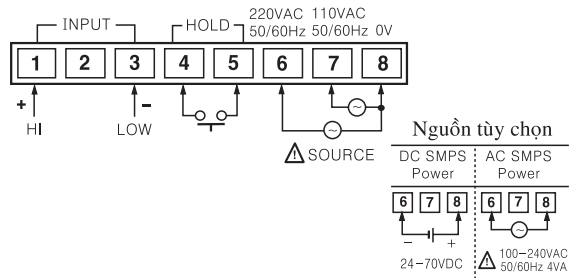 INPUT HOLD 220VAC 110VAC
50/60Hz 50/60Hz 0V
1 2 3 4 5 6 7 8
+ -
HI LOW
SOURCE
Nguồn tùy chọn
DC SMPS AC SMPS
Power Power
6 7 8 6 7 8
- +
24-70VDC 100-240VAC
50/60Hz 4VA